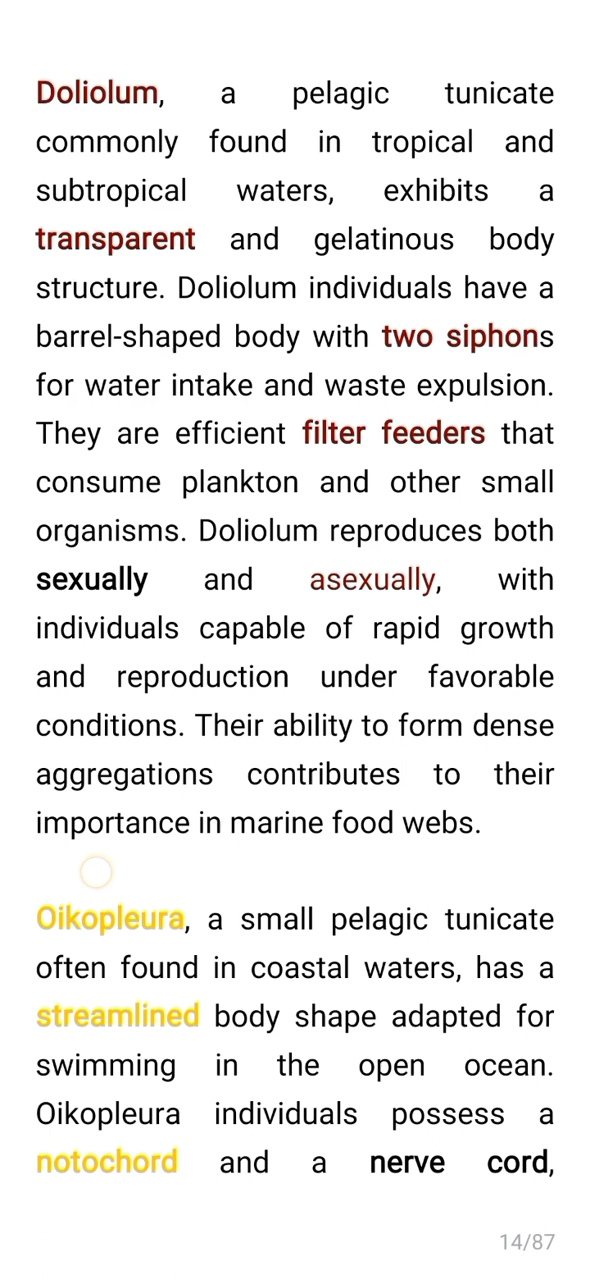 Doliolum, a pelagic tunicate
commonly found in tropical and
subtropical waters, exhibits a
transparent and gelatinous body
structure. Doliolum individuals have a
barrel-shaped body with two siphons
for water intake and waste expulsion.
They are efficient filter feeders that
consume plankton and other small
organisms. Doliolum reproduces both
sexually and asexually, with
individuals capable of rapid growth
and reproduction under favorable
conditions. Their ability to form dense
aggregations contributes to their
importance in marine food webs.
Oikopleura, a small pelagic tunicate
often found in coastal waters, has a
streamlined body shape adapted for
swimming in the open ocean.
Oikopleura individuals possess a
notochord and a nerve cord,
14/87